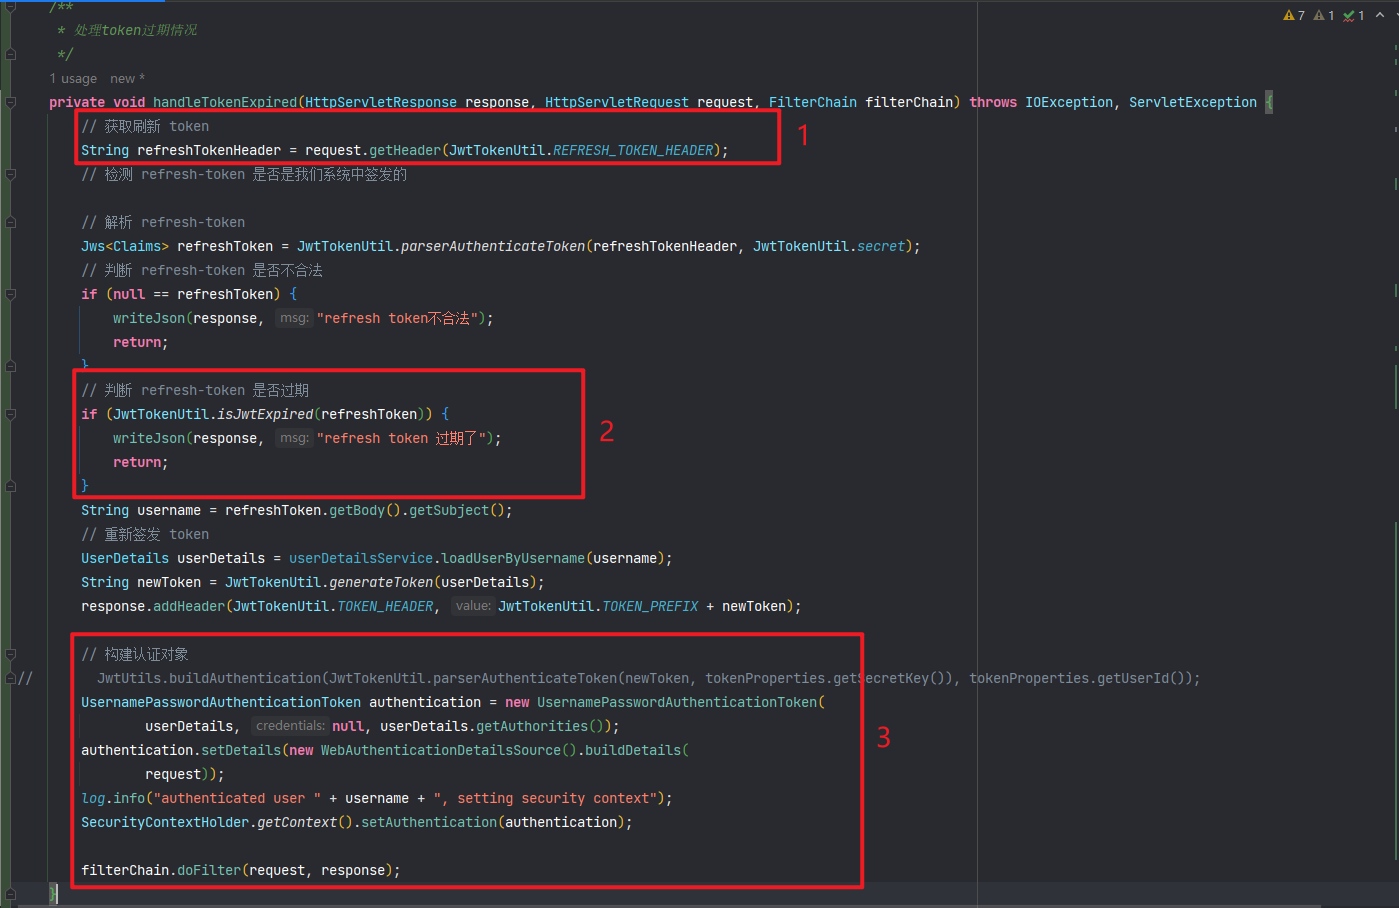 /**
* 处理token过期情况
*/
7 1 1
1 usage new *
private void handleTokenExpired(HttpServletResponse response, HttpServletRequest request, FilterChain filterChain) throws IOException, ServletException {
// 获取刷新 token
1
String refreshTokenHeader = request.getHeader(JwtTokenUtil.REFRESH_TOKEN_HEADER);
// 检测 refresh-token 是否是我们系统中签发的
// 解析 refresh-token
Jws<Claims> refreshToken = JwtTokenUtil.parserAuthenticateToken(refreshTokenHeader, JwtTokenUtil.secret);
// 判断 refresh-token 是否不合法
if (null == refreshToken) {
writeJson(response, msg: "refresh token不合法");
return;
}
// 判断 refresh-token 是否过期
if (JwtTokenUtil.isJwtExpired(refreshToken)) {
2
writeJson(response, msg: "refresh token 过期了");
return;
}
String username = refreshToken.getBody().getSubject();
// 重新签发 token
UserDetails userDetails = userDetailsService.loadUserByUsername(username);
String newToken = JwtTokenUtil.generateToken(userDetails);
response.addHeader(JwtTokenUtil.TOKEN_HEADER, value: JwtTokenUtil.TOKEN_PREFIX + newToken);
// 构建认证对象
// JwtUtils.buildAuthentication(JwtTokenUtil.parserAuthenticateToken(newToken, tokenProperties.getSecretKey()), tokenProperties.getUserId());
UsernamePasswordAuthenticationToken authentication = new UsernamePasswordAuthenticationToken(
userDetails, credentials: null, userDetails.getAuthorities());
3
authentication.setDetails(new WebAuthenticationDetailsSource().buildDetails(
request));
log.info("authenticated user " + username + ", setting security context");
SecurityContextHolder.getContext().setAuthentication(authentication);
filterChain.doFilter(request, response);
}